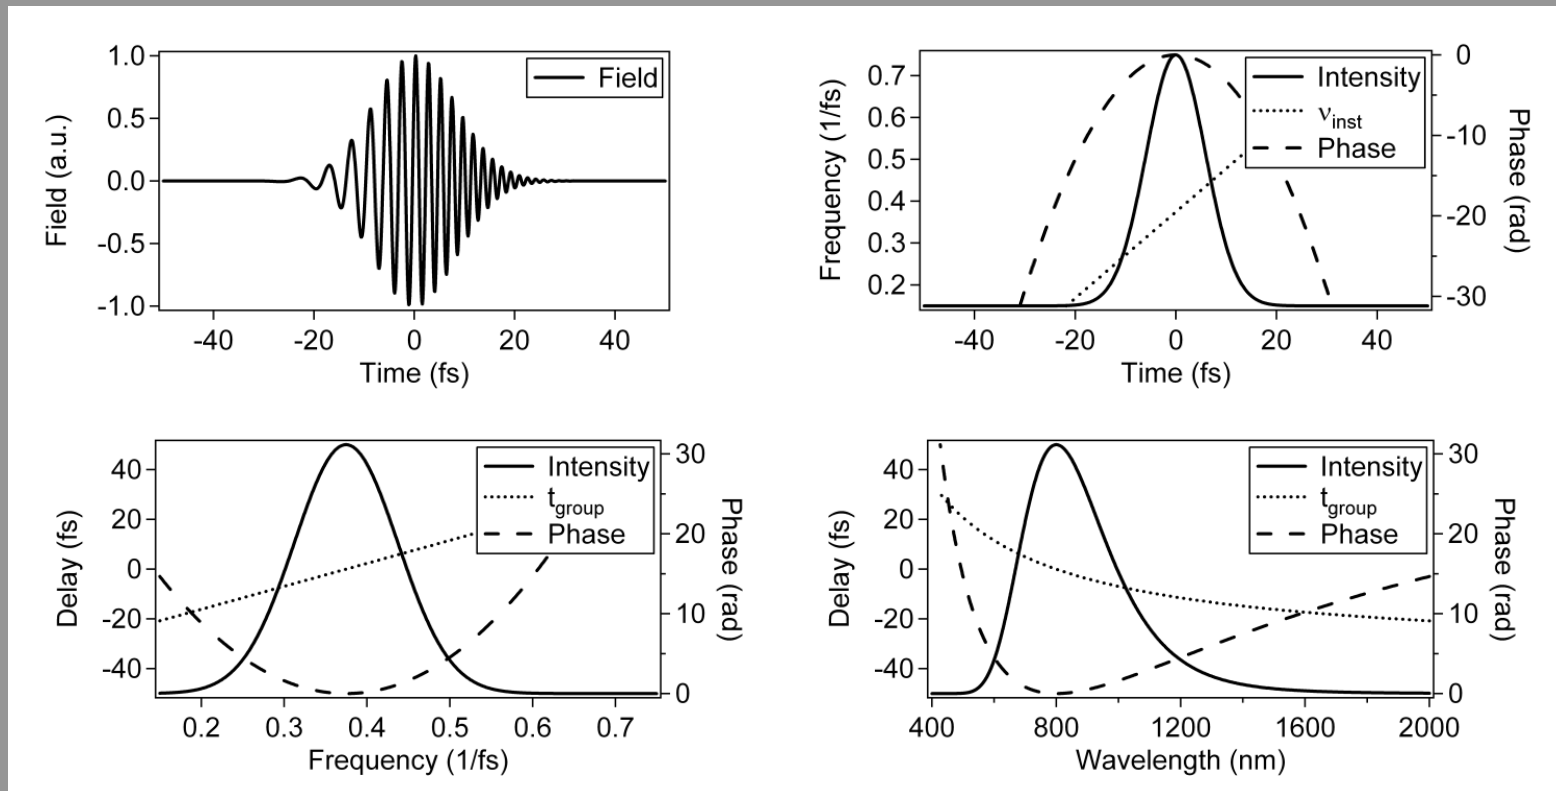 Field (a.u.)
1.0
0.5
0.0
-0.5
-1.0
Field
-40 -20 0 20 40
Time (fs)
Frequency (1/fs)
0.7
0.6
0.5
0.4
0.3
0.2
Intensity
νinst
Phase
0
-10
-20
-30
Phase (rad)
-40 -20 0 20 40
Time (fs)
Delay (fs)
40
20
0
-20
-40
Intensity
tgroup
Phase
30
20
10
0
Phase (rad)
0.2 0.3 0.4 0.5 0.6 0.7
Frequency (1/fs)
Delay (fs)
40
20
0
-20
-40
Intensity
tgroup
Phase
30
20
10
0
Phase (rad)
400 800 1200 1600 2000
Wavelength (nm)